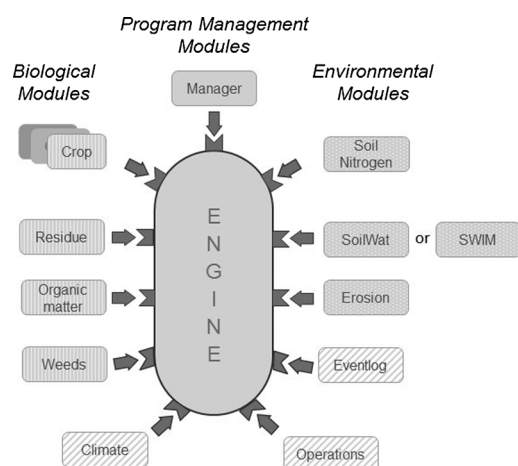 Program Management
Modules
Biological
Modules
Environmental
Modules
Manager
Crop
Soil
Nitrogen
Residue
SoilWat
or
SWIM
Organic
matter
Erosion
Weeds
Eventlog
Climate
Operations
E
N
G
I
N
E